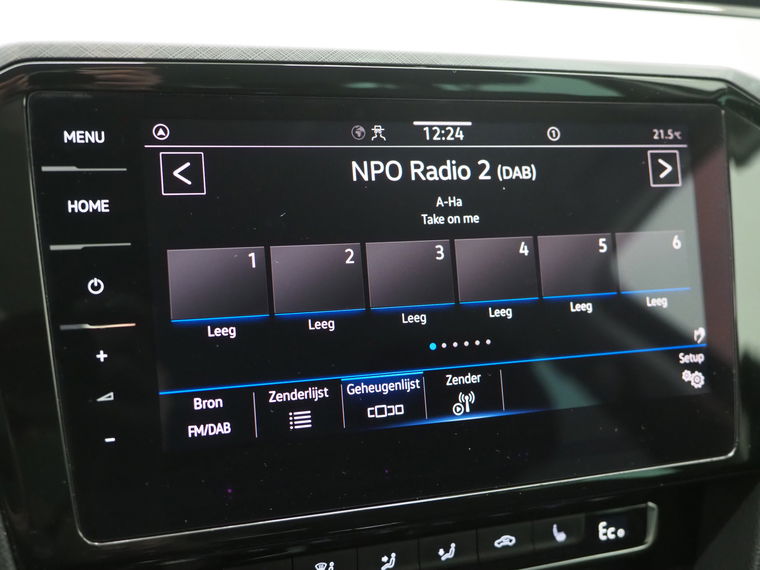 MENU
HOME
+
-
12:24
1
21.5°C
<
NPO Radio 2 (DAB)
>
A-Ha
Take on me
1
2
3
4
5
6
Leeg
Leeg
Leeg
Leeg
Leeg
Leeg
Bron
FM/DAB
Zenderlijst
Geheugenlijst
Zender
Setup
Eco